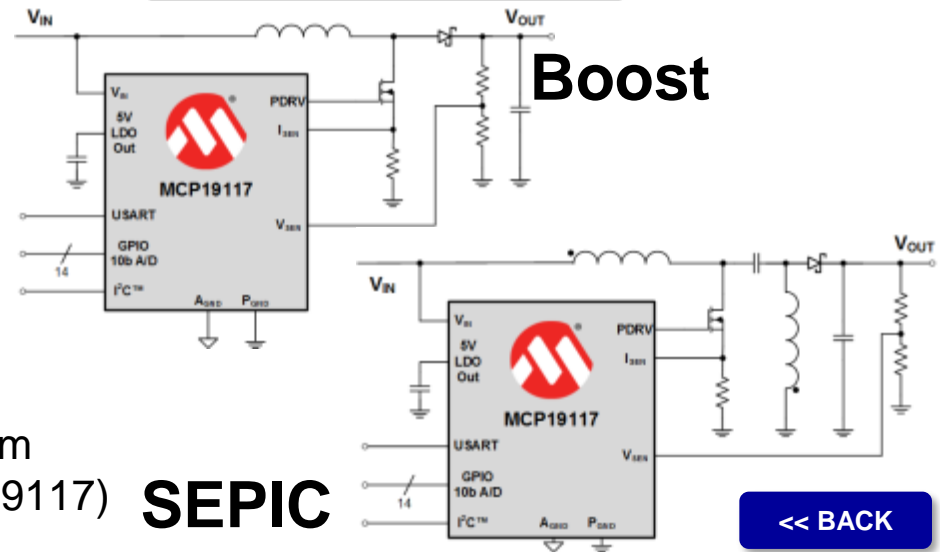 VIN
VOUT
Boost
VIN
5V
LDO
Out
PDRV
ISEN
MCP19117
USART
GPIO
10b A/D
14
I²C™
VSEN
AGND PGND
VOUT
VIN
VIN
5V
LDO
Out
PDRV
ISEN
MCP19117
USART
GPIO
10b A/D
14
I²C™
VSEN
AGND PGND
m
9117)
SEPIC
<< BACK